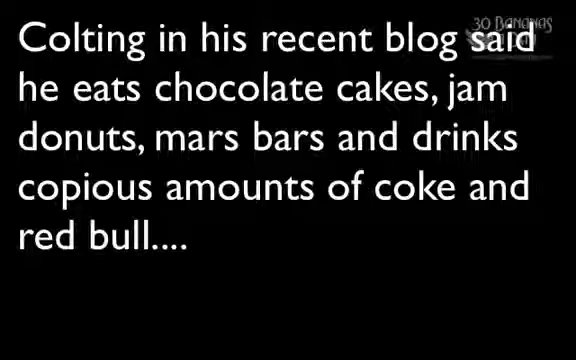 30 BANANAS
Colting in his recent blog said
he eats chocolate cakes, jam
donuts, mars bars and drinks
copious amounts of coke and
red bull....